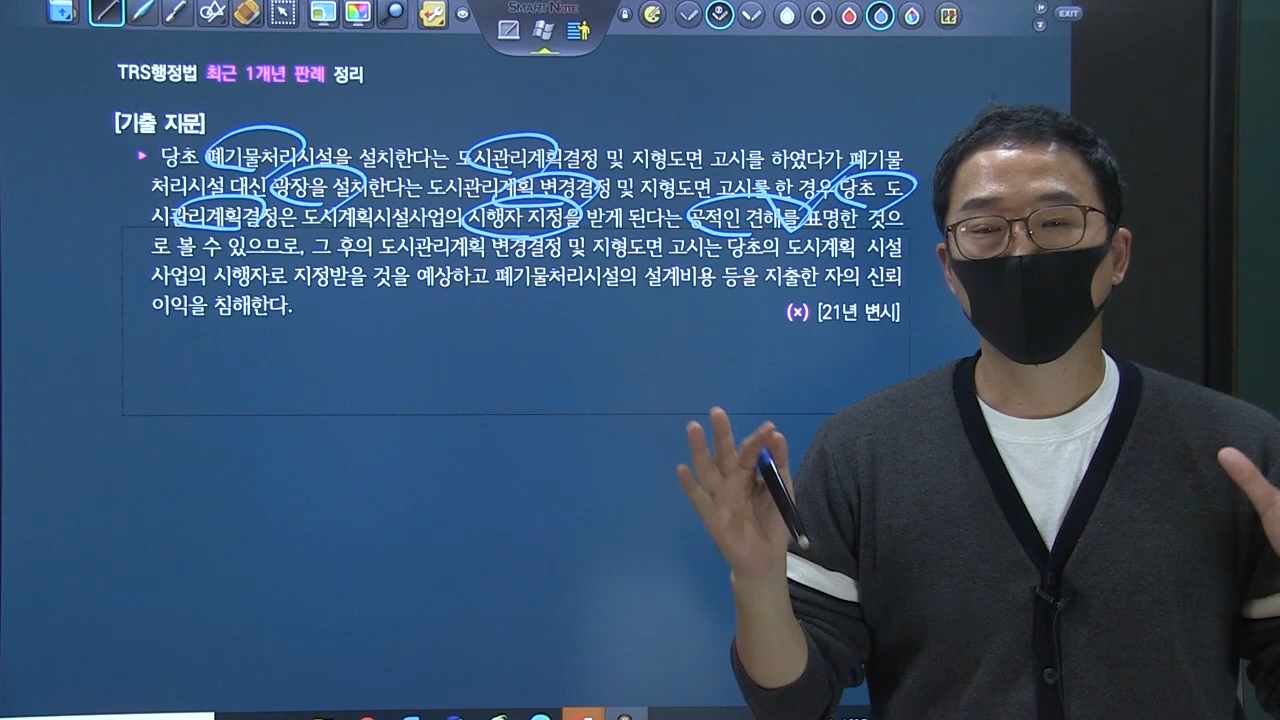 SMART NOTE
EXIT
TRS행정법 최근 1개년 판례 정리
[기출 지문]
▸ 당초 폐기물처리시설을 설치한다는 도시관리계획결정 및 지형도면 고시를 하였다가 폐기물
처리시설 대신 광장을 설치한다는 도시관리계획 변경결정 및 지형도면 고시를 한 경우 당초 도
시관리계획결정은 도시계획시설사업의 시행자 지정을 받게 된다는 공적인 견해를 표명한 것으
로 볼 수 있으므로, 그 후의 도시관리계획 변경결정 및 지형도면 고시는 당초의 도시계획 시설
사업의 시행자로 지정받을 것을 예상하고 폐기물처리시설의 설계비용 등을 지출한 자의 신뢰
이익을 침해한다.
(×) [21년 변시]